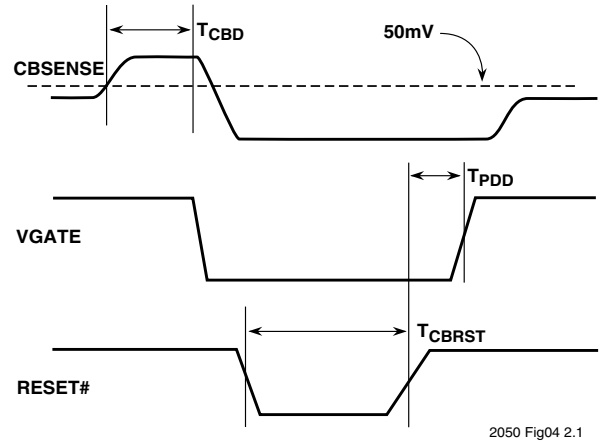 TCBD
50mV
CBSENSE
TPDD
VGATE
TCBRST
RESET#
2050 Fig04 2.1